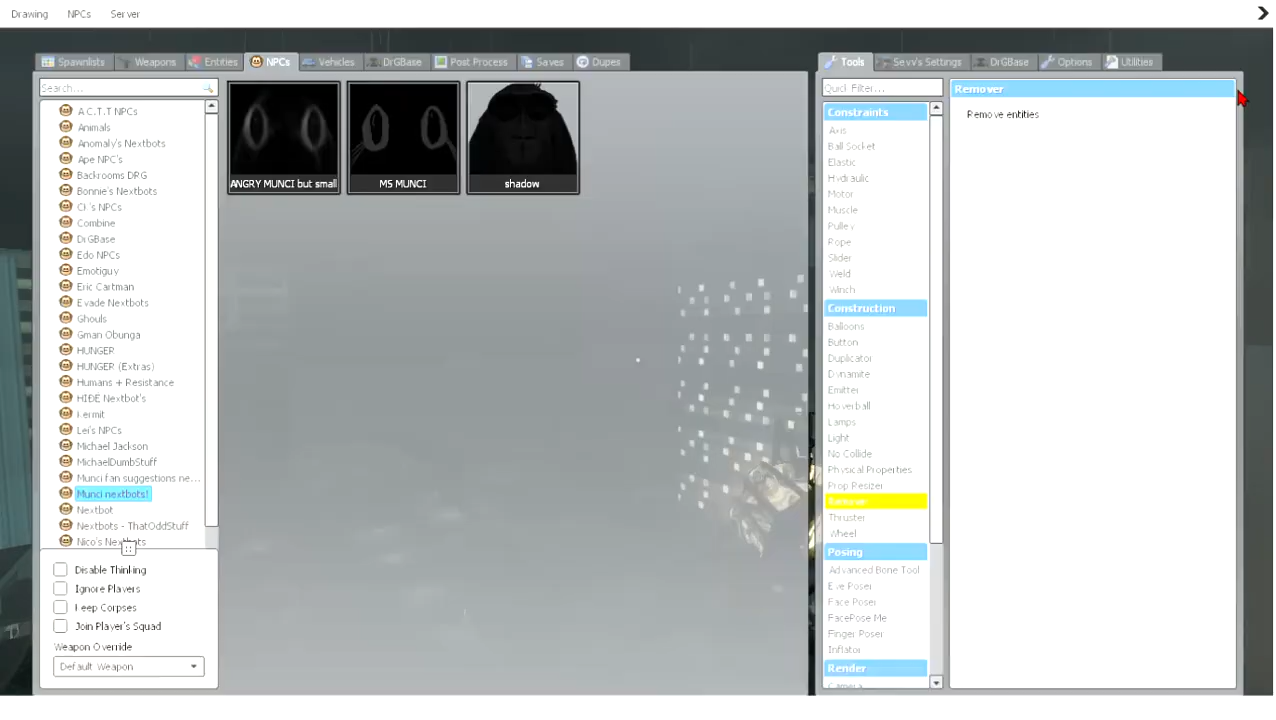 Drawing NPCs Server
Spawnlists Weapons Entities NPCs Vehicles DrGBase Post Process Saves Dupes
Search...
A.C.T.T NPCs
Animals
Anomaly's Nextbots
Ape NPC's
Backrooms DRG
Bonnie's Nextbots
Combine
DrGBase
Edo NPCs
Emotiguy
Eric Cartman
Evade Nextbots
Ghouls
Gman Obunga
HUNGER
HUNGER (Extras)
Humans + Resistance
HIDE Nextbot's
Kermit
Lei's NPCs
Michael Jackson
MichaelDumbStuff
Munci fan suggestions ne...
Munci nextbots!
Nextbot
Nextbots - ThatOddStuff
Nico's Nextbots
Disable Thinking
Ignore Players
Keep Corpses
Join Player's Squad
Weapon Override
Default Weapon
ANGRY MUNCI but small
MS MUNCI
shadow
Tools Sevv's Settings DrGBase Options Utilities
Quick Filter...
Constraints
Axis
Ball Socket
Elastic
Hydraulic
Motor
Muscle
Pulley
Rope
Slider
Weld
Winch
Construction
Balloons
Button
Duplicator
Dynamite
Emitter
Hoverball
Lamps
Light
No Collide
Physical Properties
Prop Resizer
Remover
Thruster
Wheel
Posing
Advanced Bone Tool
Eye Poser
Face Poser
FacePose Me
Finger Poser
Inflator
Render
Camera
Remover
Remove entities